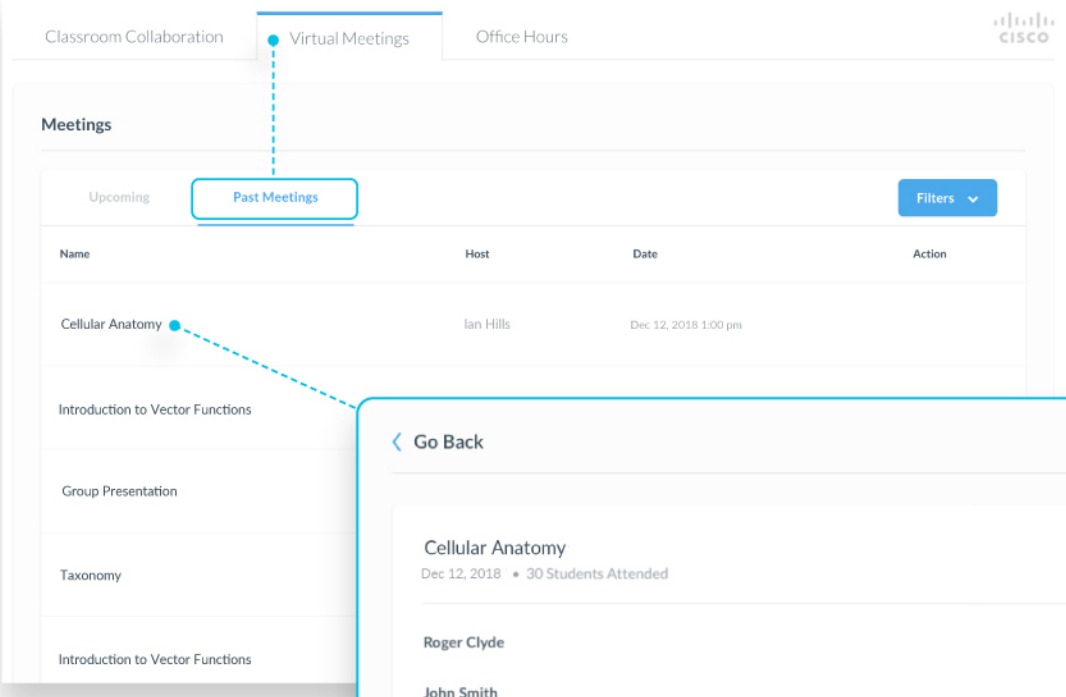 Classroom Collaboration Virtual Meetings Office Hours
CISCO
Meetings
Upcoming Past Meetings Filters
Name Host Date Action
Cellular Anatomy Ian Hills Dec 12, 2018 1:00 pm
Introduction to Vector Functions
Group Presentation
Taxonomy
Introduction to Vector Functions
Go Back
Cellular Anatomy
Dec 12, 2018 • 30 Students Attended
Roger Clyde
John Smith